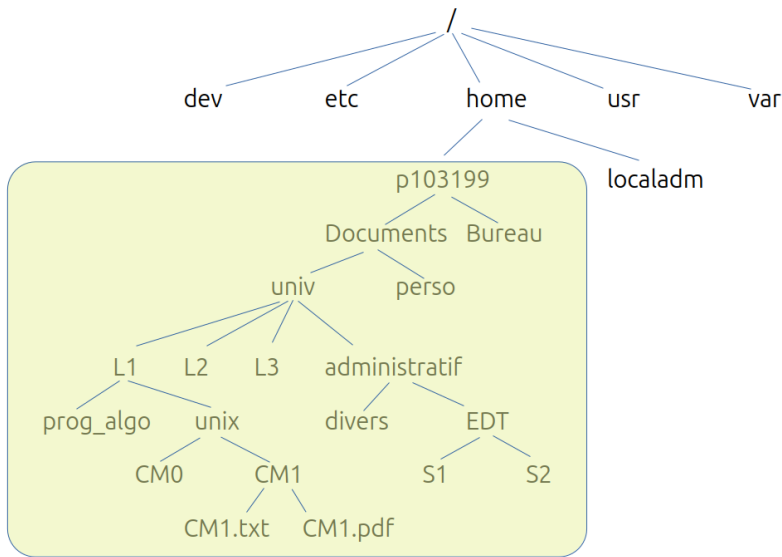 /
dev etc home usr var
p103199 localadm
Documents Bureau
univ perso
L1 L2 L3 administratif
prog_algo unix divers EDT
CM0 CM1 S1 S2
CM1.txt CM1.pdf